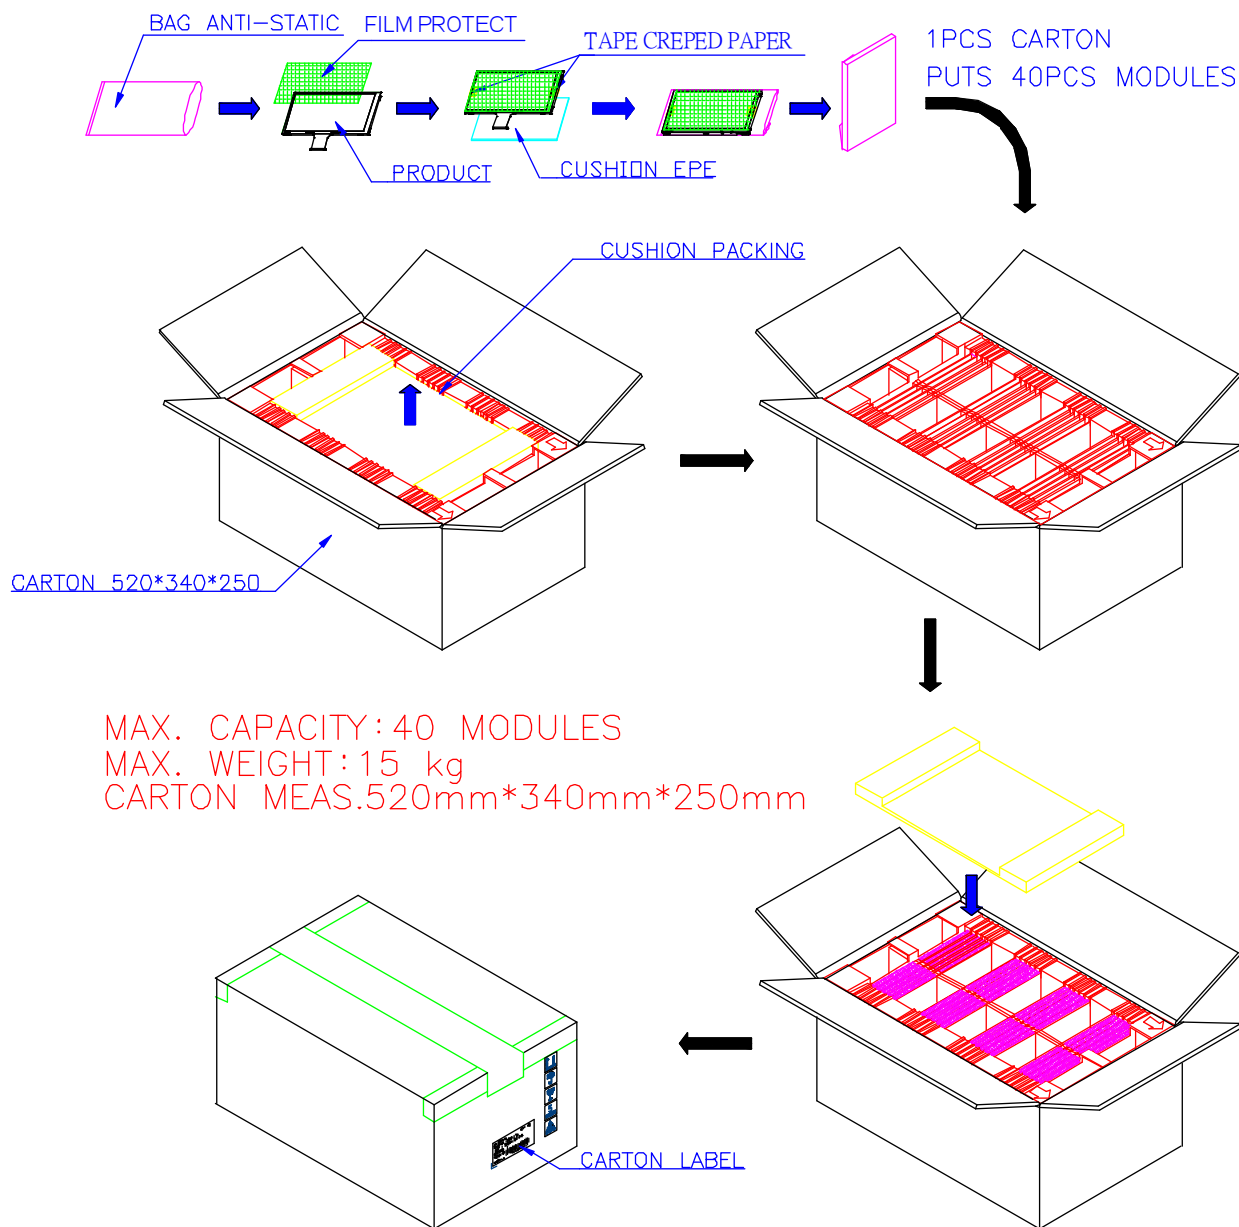 BAG ANTI-STATIC
FILM PROTECT
TAPE CREPED PAPER
1PCS CARTON
PUTS 40PCS MODULES
PRODUCT
CUSHION EPE
CUSHION PACKING
CARTON 520*340*250
MAX. CAPACITY:40 MODULES
MAX. WEIGHT:15 kg
CARTON MEAS.520mm*340mm*250mm
CARTON LABEL